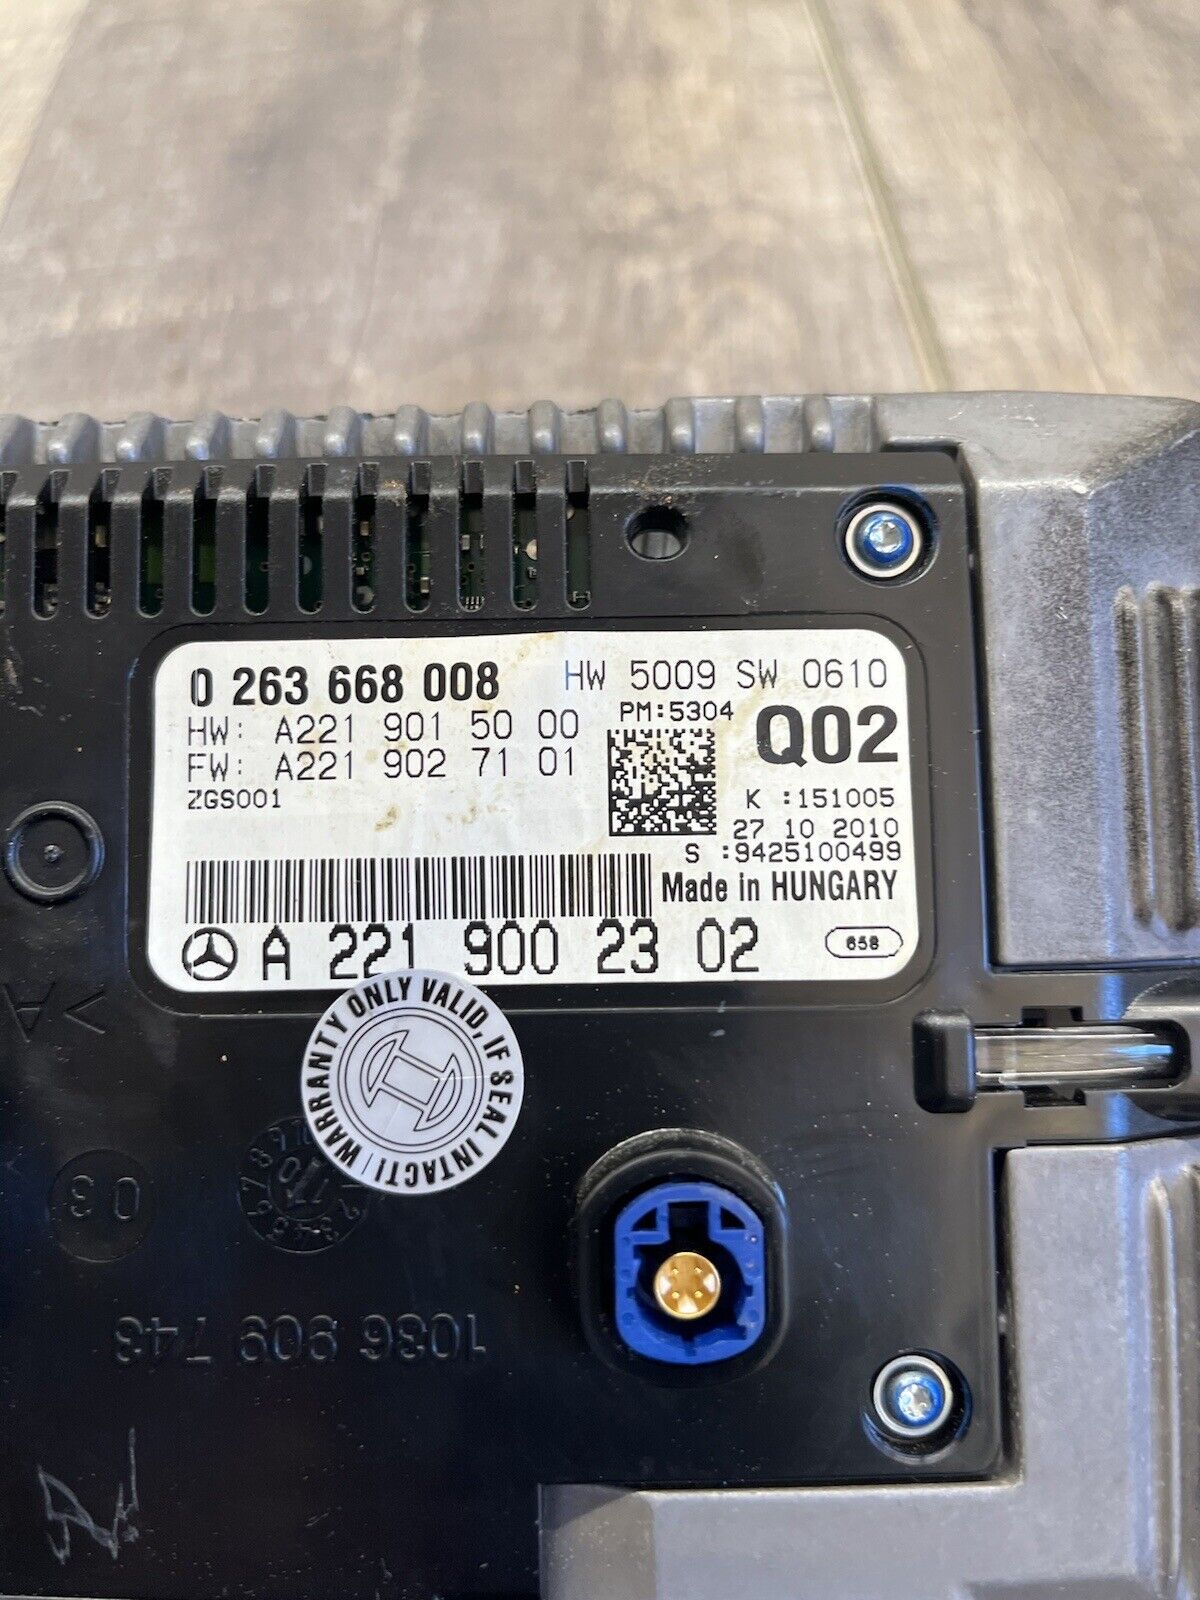 0 263 668 008 HW 5009 SW 0610
HW: A221 901 50 00 PM:5304
FW: A221 902 71 01 Q02
ZGS001 K :151005
27 10 2010
S :9425100499
Made in HUNGARY
A 221 900 23 02 658
WARRANTY ONLY VALID, IF SEAL INTACT!
>A
03
10
1036 909 743